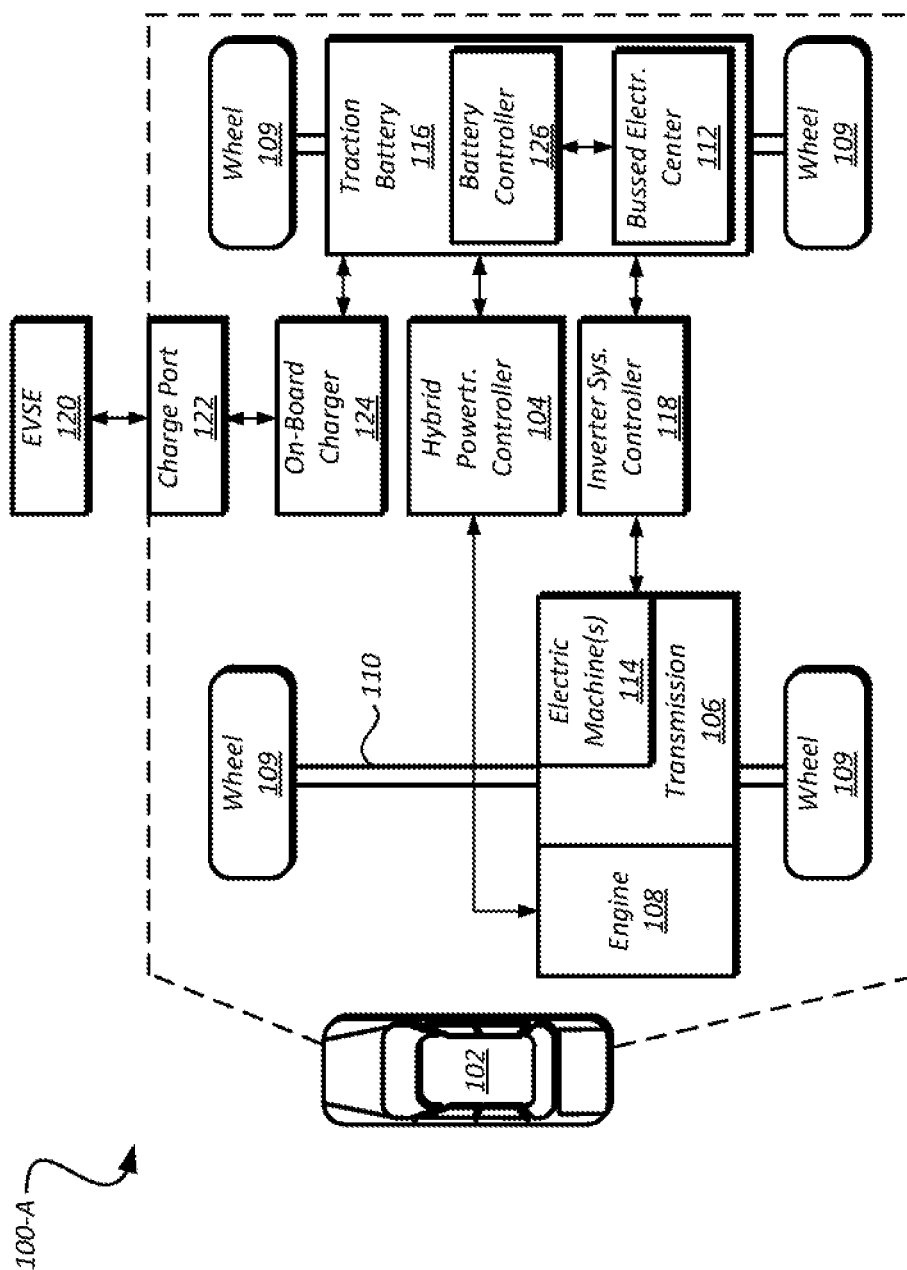 100-A
102
EVSE
120
Charge Port
122
On-Board
Charger
124
Hybrid
Powertr.
Controller
104
Inverter Sys.
Controller
118
Wheel
109
Traction
Battery
116
Battery
Controller
126
Bussed Electr.
Center
112
Wheel
109
Wheel
109
110
Engine
108
Electric
Machine(s)
114
Transmission
106
Wheel
109